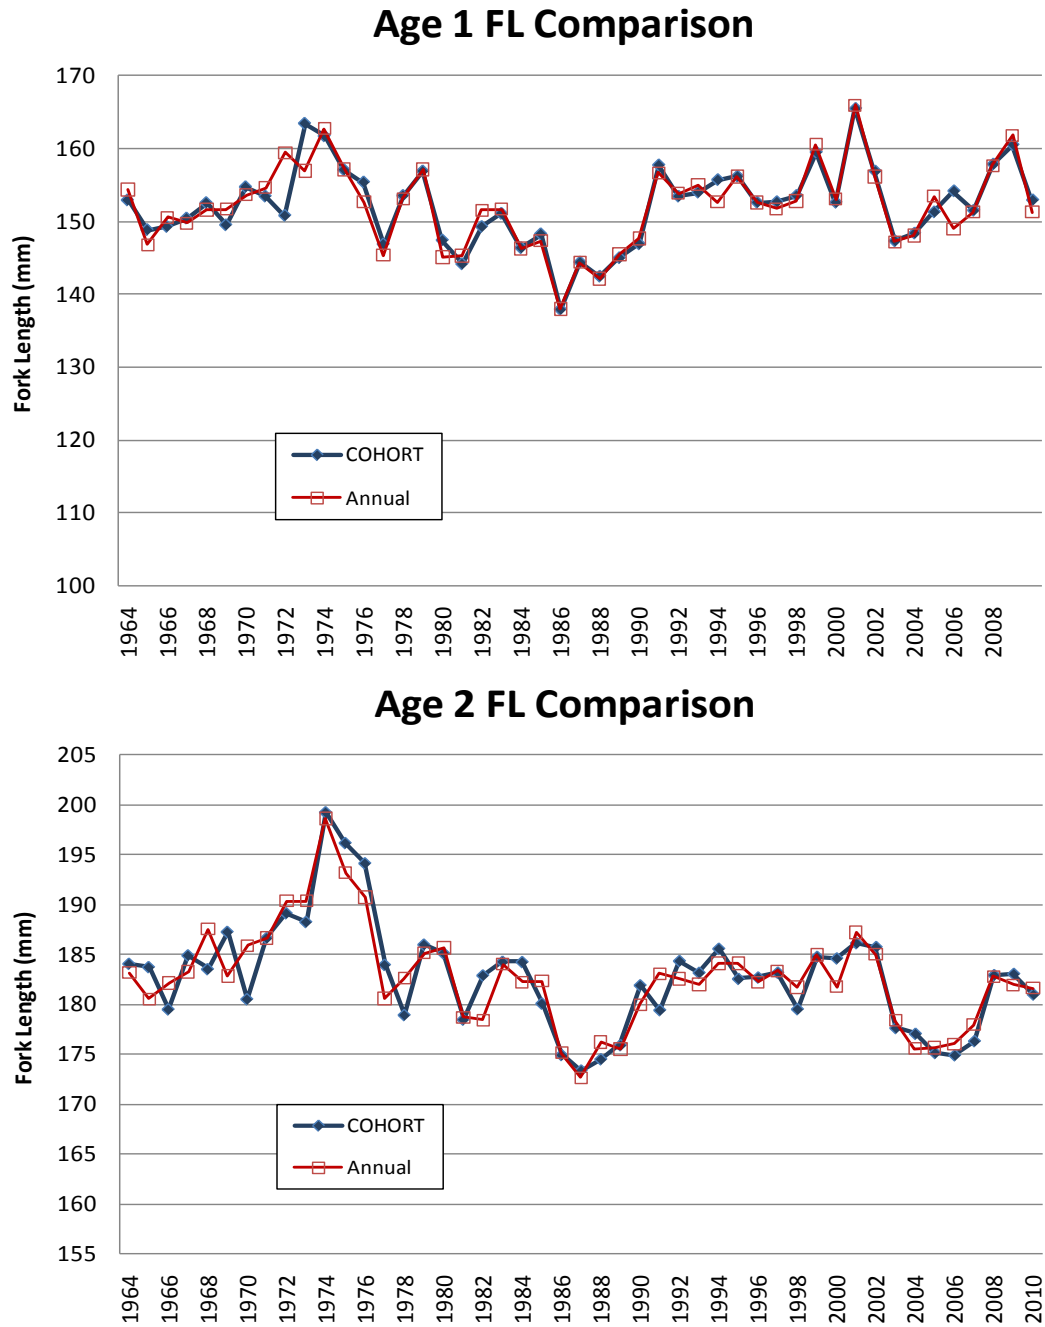 Age 1 FL Comparison
170
160
150
140
130
120
110
100
Fork Length (mm)
COHORT
Annual
1964 1966 1968 1970 1972 1974 1976 1978 1980 1982 1984 1986 1988 1990 1992 1994 1996 1998 2000 2002 2004 2006 2008
Age 2 FL Comparison
205
200
195
190
185
180
175
170
165
160
155
Fork Length (mm)
COHORT
Annual
1964 1966 1968 1970 1972 1974 1976 1978 1980 1982 1984 1986 1988 1990 1992 1994 1996 1998 2000 2002 2004 2006 2008 2010